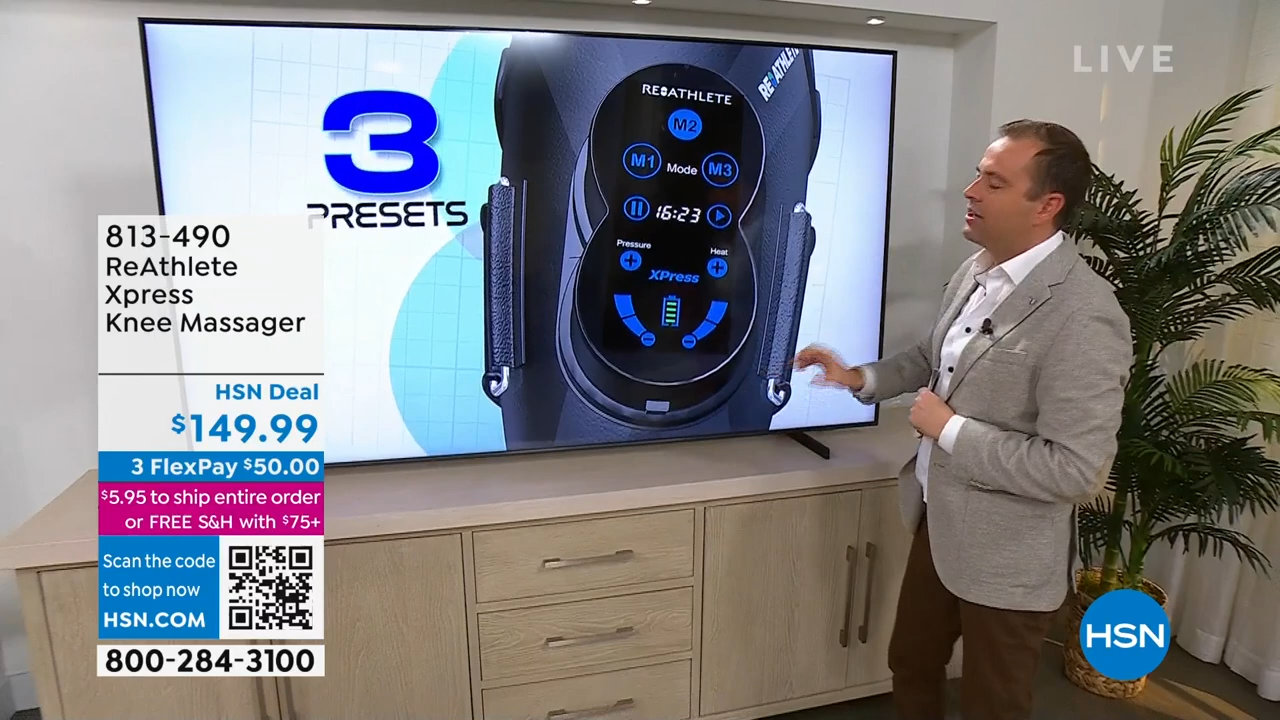 LIVE
3
PRESETS
REATHLETE
REATHLETE
M2
M1
Mode
M3
16:23
Pressure
Heat
XPress
813-490
ReAthlete
Xpress
Knee Massager
HSN Deal
$149.99
3 FlexPay $50.00
$5.95 to ship entire order
or FREE S&H with $75+
Scan the code
to shop now
HSN.COM
800-284-3100
HSN